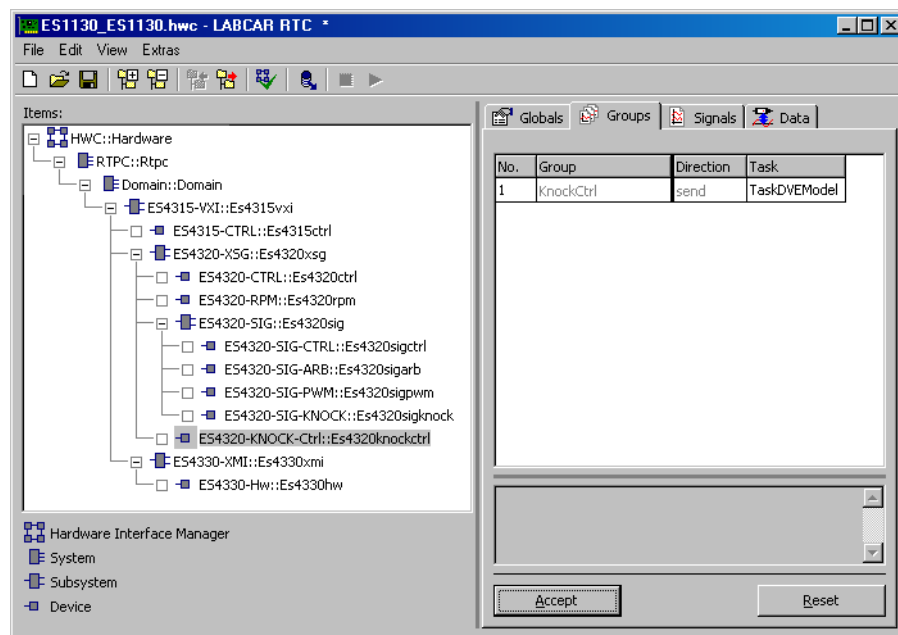 ES1130_ES1130.hwc - LABCAR RTC *
File Edit View Extras
Items:
HWC::Hardware
RTPC::Rtpc
Domain::Domain
ES4315-VXI::Es4315vxi
ES4315-CTRL::Es4315ctrl
ES4320-XSG::Es4320xsg
ES4320-CTRL::Es4320ctrl
ES4320-RPM::Es4320rpm
ES4320-SIG::Es4320sig
ES4320-SIG-CTRL::Es4320sigctrl
ES4320-SIG-ARB::Es4320sigarb
ES4320-SIG-PWM::Es4320sigpwm
ES4320-SIG-KNOCK::Es4320sigknock
ES4320-KNOCK-Ctrl::Es4320knockctrl
ES4330-XMI::Es4330xmi
ES4330-Hw::Es4330hw
Hardware Interface Manager
System
Subsystem
Device
Globals Groups Signals Data
No. Group Direction Task
1 KnockCtrl send TaskDVEModel
Accept Reset